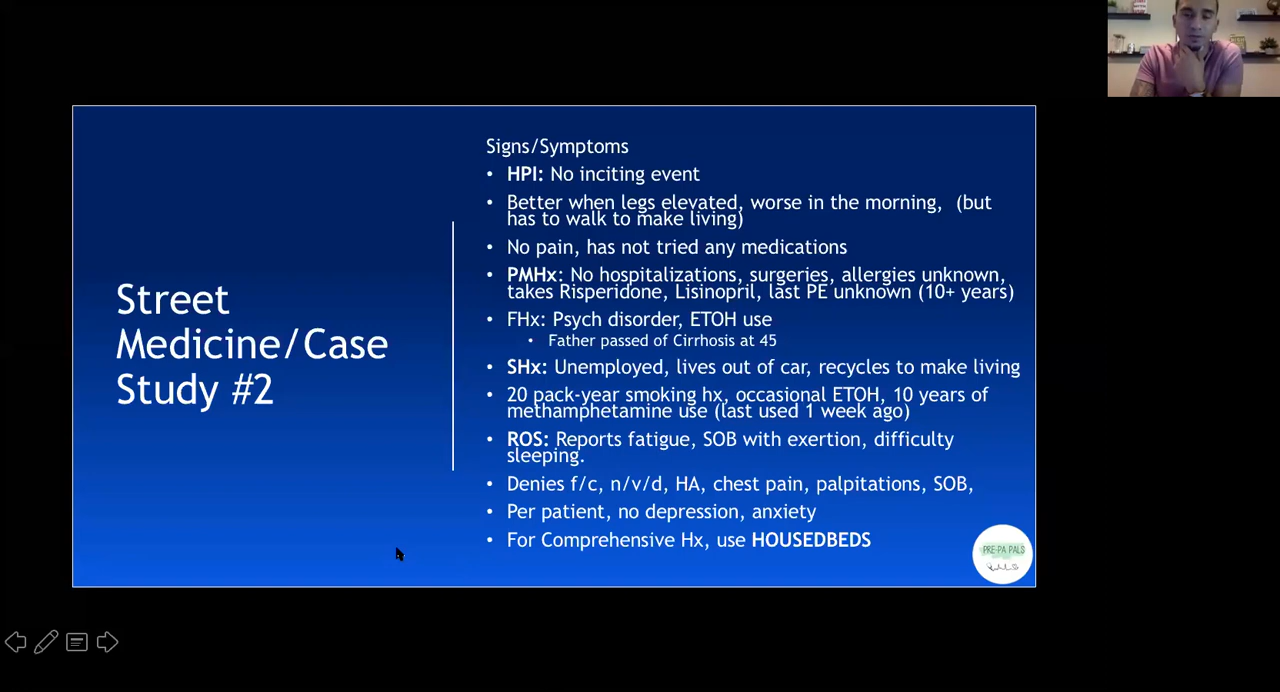 Street
Medicine/Case
Study #2
Signs/Symptoms
• HPI: No inciting event
• Better when legs elevated, worse in the morning, (but
has to walk to make living)
• No pain, has not tried any medications
• PMHx: No hospitalizations, surgeries, allergies unknown,
takes Risperidone, Lisinopril, last PE unknown (10+ years)
• FHx: Psych disorder, ETOH use
• Father passed of Cirrhosis at 45
• SHx: Unemployed, lives out of car, recycles to make living
• 20 pack-year smoking hx, occasional ETOH, 10 years of
methamphetamine use (last used 1 week ago)
• ROS: Reports fatigue, SOB with exertion, difficulty
sleeping.
• Denies f/c, n/v/d, HA, chest pain, palpitations, SOB,
• Per patient, no depression, anxiety
• For Comprehensive Hx, use HOUSEDBEDS
PRE-PA PALS